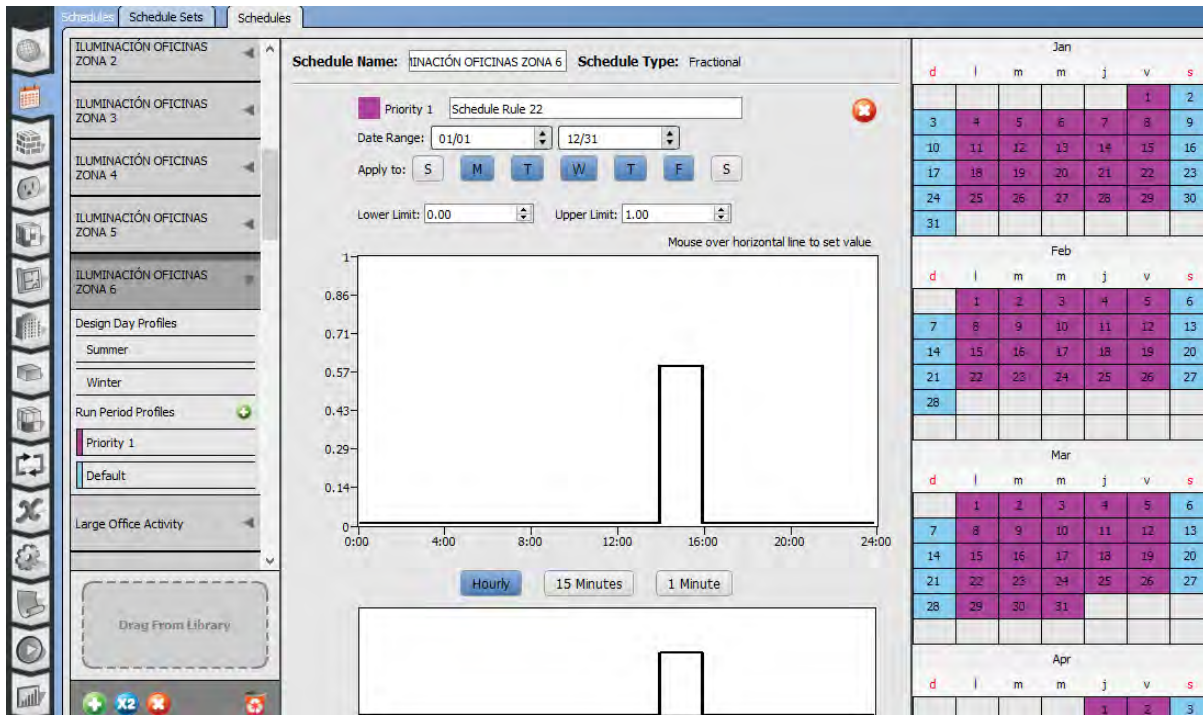 Schedules Schedule Sets Schedules
ILUMINACIÓN OFICINAS
ZONA 2
ILUMINACIÓN OFICINAS
ZONA 3
ILUMINACIÓN OFICINAS
ZONA 4
ILUMINACIÓN OFICINAS
ZONA 5
ILUMINACIÓN OFICINAS
ZONA 6
Design Day Profiles
Summer
Winter
Run Period Profiles
Priority 1
Default
Large Office Activity
Drag From Library
X2
Schedule Name: MINACIÓN OFICINAS ZONA 6 Schedule Type: Fractional
Priority 1 Schedule Rule 22
Date Range: 01/01 12/31
Apply to: S M T W T F S
Lower Limit: 0.00 Upper Limit: 1.00
Mouse over horizontal line to set value
1
0.86
0.71
0.57
0.43
0.29
0.14
0
0:00 4:00 8:00 12:00 16:00 20:00 24:00
Hourly 15 Minutes 1 Minute
Jan
d l m m j v s
1 2
3 4 5 6 7 8 9
10 11 12 13 14 15 16
17 18 19 20 21 22 23
24 25 26 27 28 29 30
31
Feb
d l m m j v s
1 2 3 4 5 6
7 8 9 10 11 12 13
14 15 16 17 18 19 20
21 22 23 24 25 26 27
28
Mar
d l m m j v s
1 2 3 4 5 6
7 8 9 10 11 12 13
14 15 16 17 18 19 20
21 22 23 24 25 26 27
28 29 30 31
Apr
d l m m j v s
1 2 3